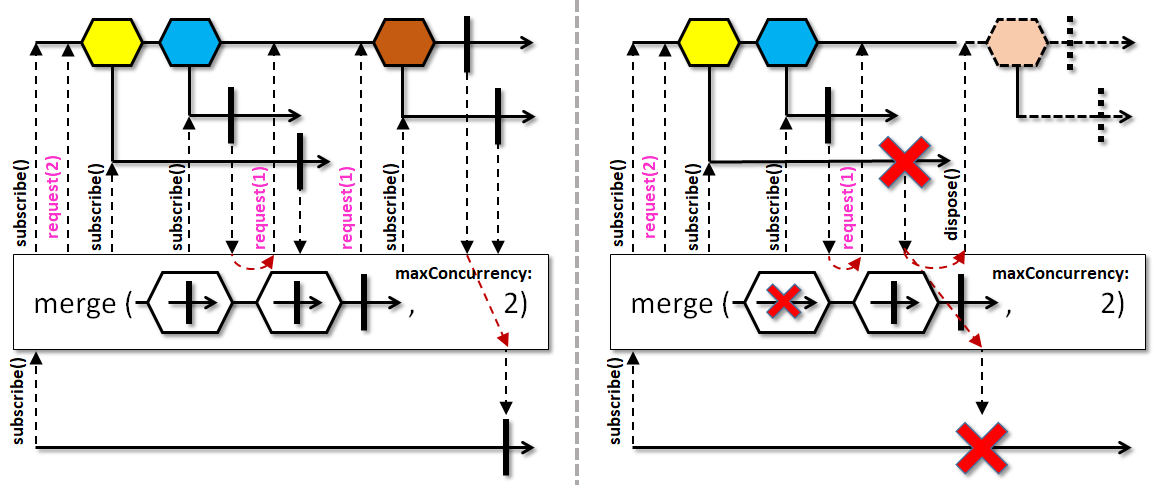 subscribe()
request(2)
subscribe()
subscribe()
request(1)
request(1)
subscribe()
maxConcurrency:
merge ( , 2)
subscribe()
subscribe()
request(2)
subscribe()
subscribe()
request(1)
dispose()
maxConcurrency:
merge ( , 2)
subscribe()